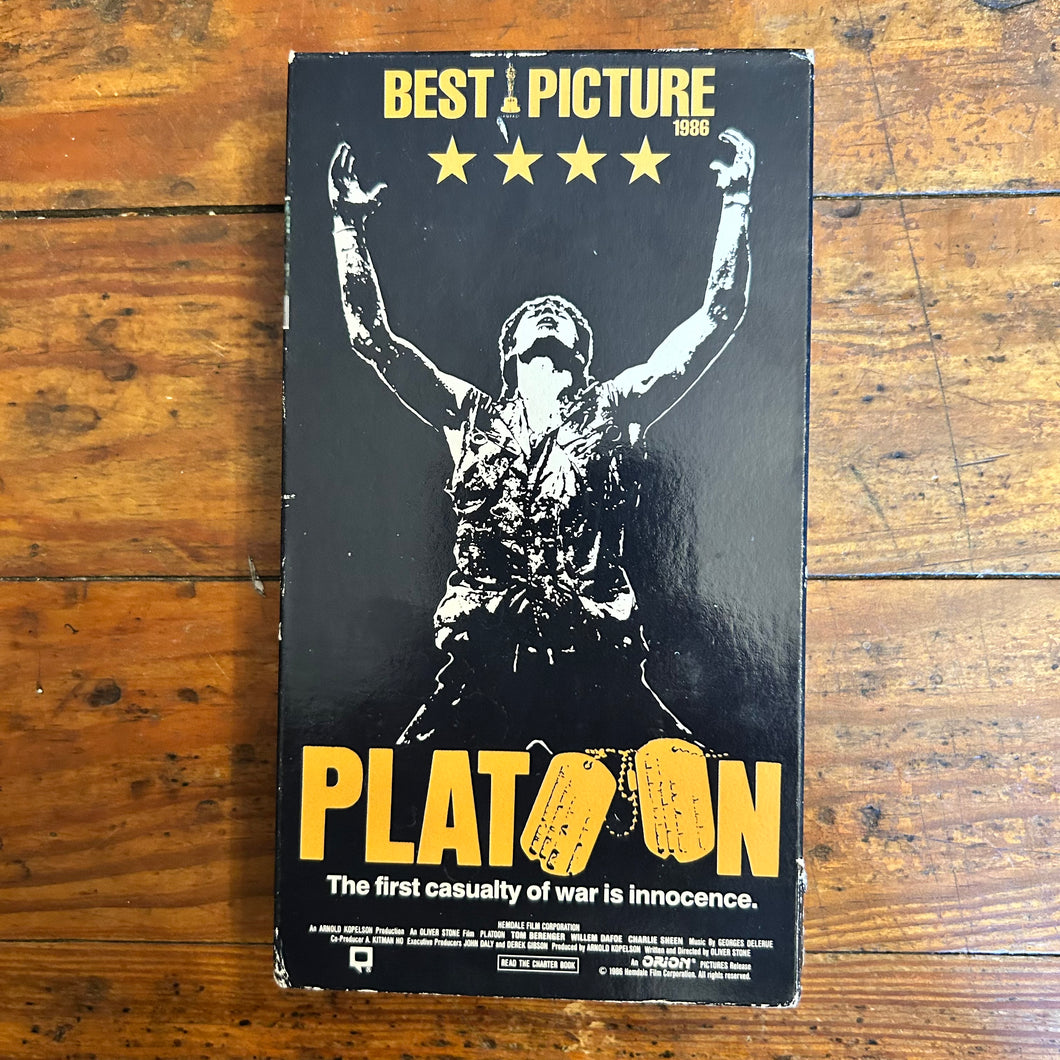 BEST PICTURE
1986
PLATOON
The first casualty of war is innocence.
HEMDALE FILM CORPORATION
An ARNOLD KOPELSON Production An OLIVER STONE Film PLATOON TOM BERENGER WILLEM DAFOE CHARLIE SHEEN Music By GEORGES DELERUE
Co-Producer A. KITMAN HO Executive Producers JOHN DALY and DEREK GIBSON Produced by ARNOLD KOPELSON Written and Directed by OLIVER STONE
READ THE CHARTER BOOK
An ORION® PICTURES Release
© 1986 Hemdale Film Corporation. All rights reserved.